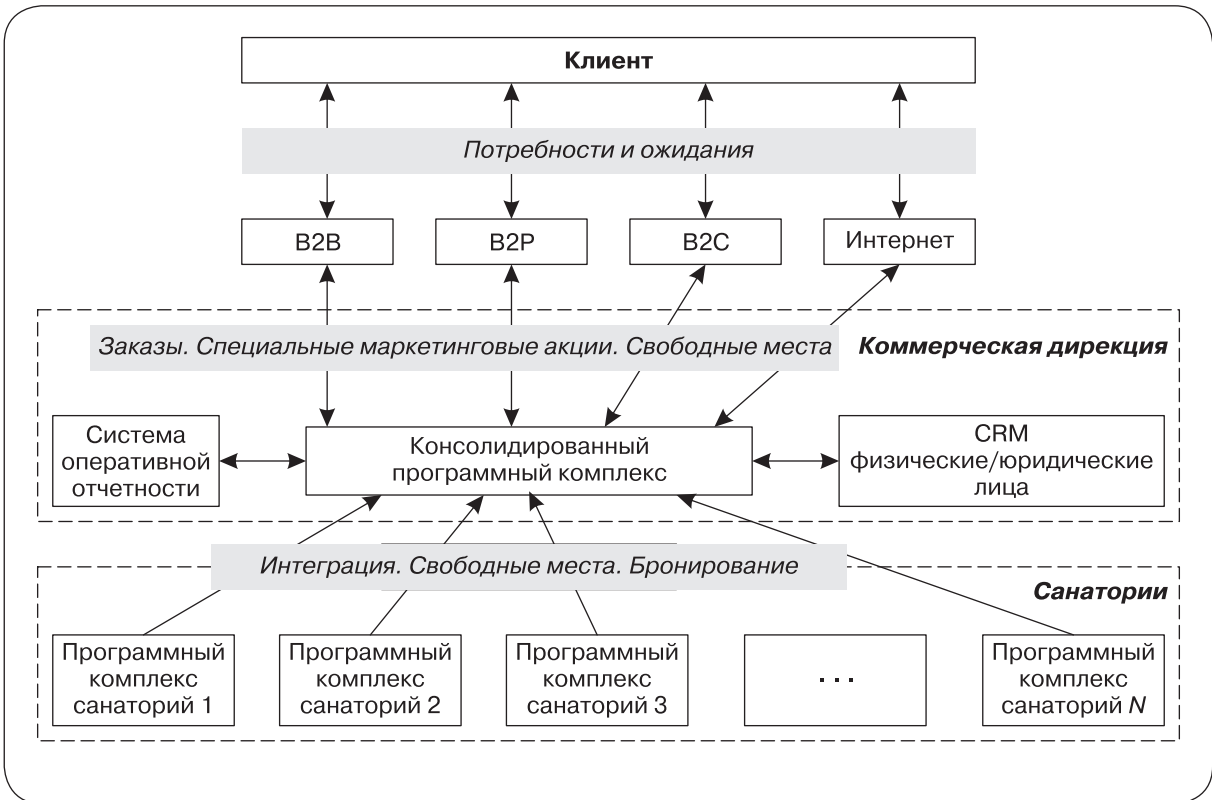 Клиент
Потребности и ожидания
B2B
B2P
B2C
Интернет
Заказы. Специальные маркетинговые акции. Свободные места
Коммерческая дирекция
Система
оперативной
отчетности
Консолидированный
программный комплекс
CRM
физические/юридические
лица
Интеграция. Свободные места. Бронирование
Санатории
Программный
комплекс
санаторий 1
Программный
комплекс
санаторий 2
Программный
комплекс
санаторий 3
...
Программный
комплекс
санаторий N